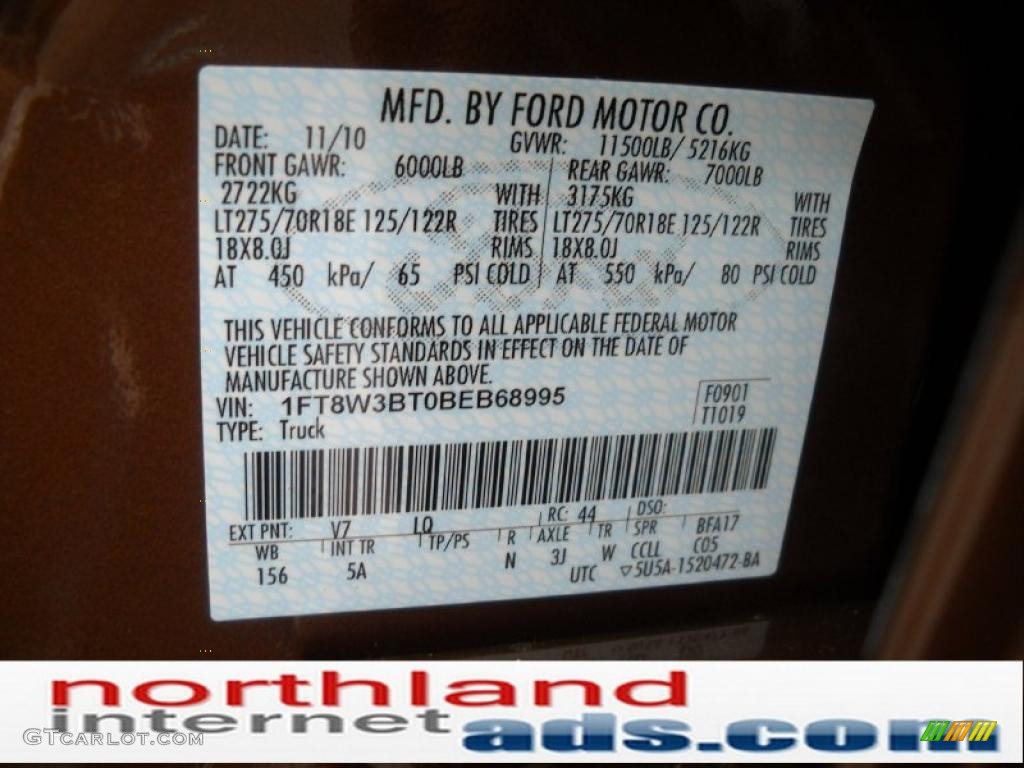 MFD. BY FORD MOTOR CO.
DATE: 11/10 GVWR: 11500LB/ 5216KG
FRONT GAWR: 6000LB REAR GAWR: 7000LB
2722KG WITH 3175KG WITH
LT275/70R18E 125/122R TIRES LT275/70R18E 125/122R TIRES
18X8.0J RIMS 18X8.0J RIMS
AT 450 kPa/ 65 PSI COLD AT 550 kPa/ 80 PSI COLD
THIS VEHICLE CONFORMS TO ALL APPLICABLE FEDERAL MOTOR
VEHICLE SAFETY STANDARDS IN EFFECT ON THE DATE OF
MANUFACTURE SHOWN ABOVE.
VIN: 1FT8W3BT0BEB68995 F0901
TYPE: Truck T1019
EXT PNT: V7 LQ RC: 44 DSO:
WB INT TR TP/PS R AXLE TR SPR BFA17
156 5A N 3J W CCLL C05
UTC ▽5U5A-1520472-BA
northland
internet ads.com
GTCARLOT.COM